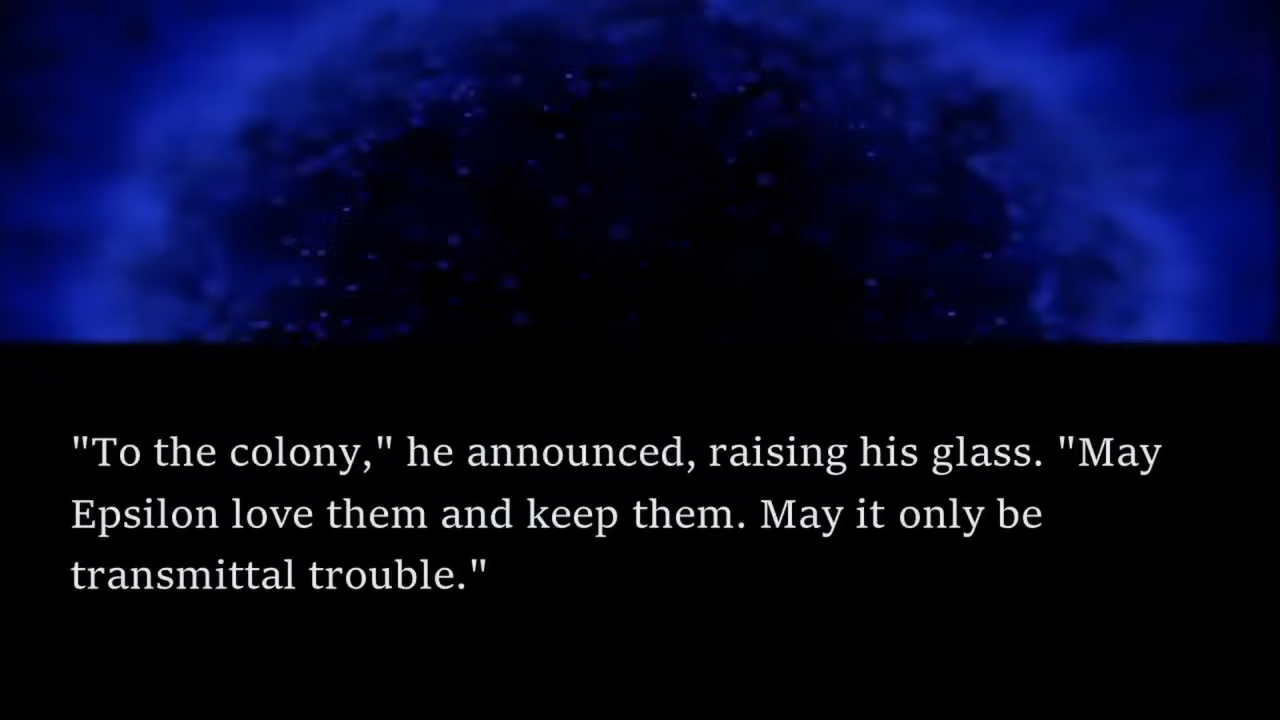 "To the colony," he announced, raising his glass. "May
Epsilon love them and keep them. May it only be
transmittal trouble."